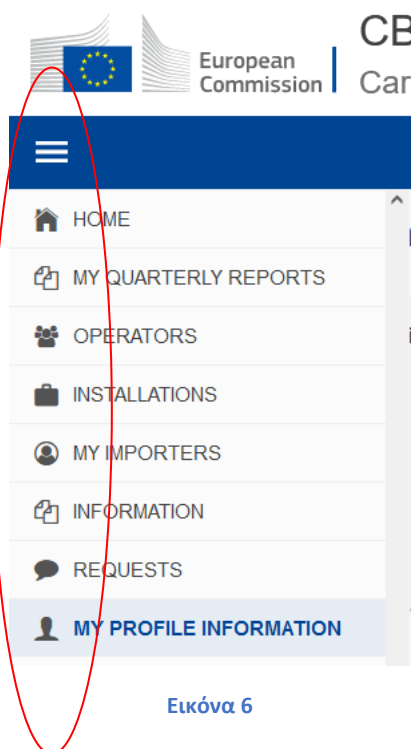 CB
European
Commission
Car
HOME
MY QUARTERLY REPORTS
OPERATORS
INSTALLATIONS
MY IMPORTERS
INFORMATION
REQUESTS
MY PROFILE INFORMATION
Εικόνα 6